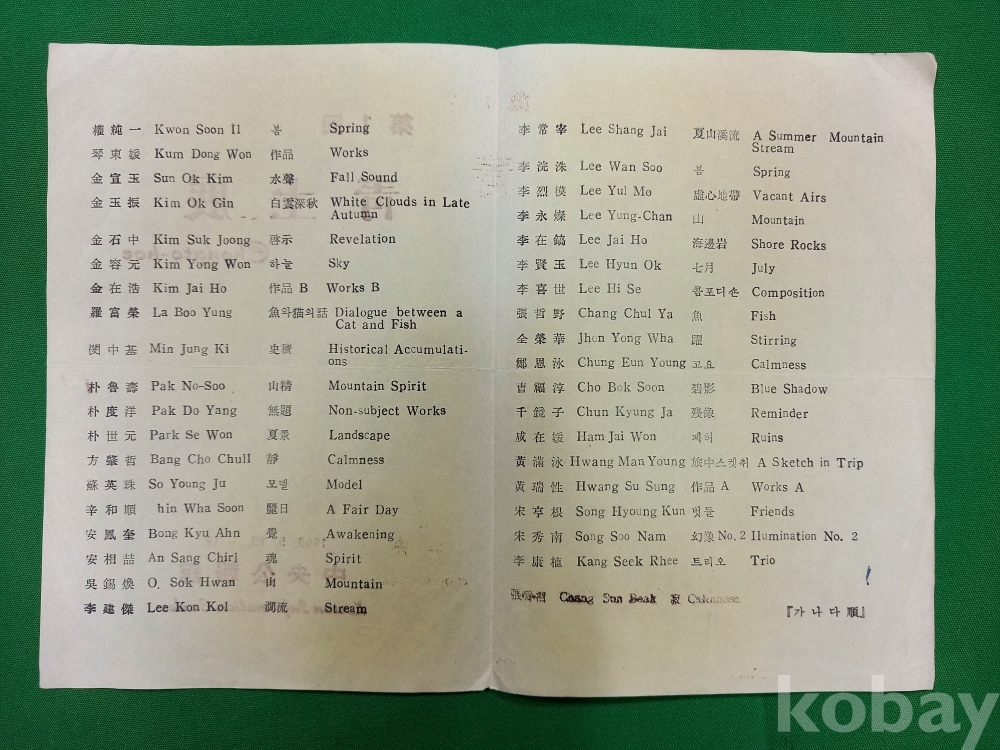 權純一 Kwon Soon Il 봄 Spring
琴東媛 Kum Dong Won 作品 Works
金宣玉 Sun Ok Kim 水聲 Fall Sound
金玉振 Kim Ok Gin 白雲深秋 White Clouds in Late
Autumn
金石中 Kim Suk Joong 啓示 Revelation
金容元 Kim Yong Won 하늘 Sky
金在浩 Kim Jai Ho 作品 B Works B
羅富榮 La Boo Yung 魚와猫의話 Dialogue between a
Cat and Fish
閔中基 Min Jung Ki 史積 Historical Accumulati-
ons
朴魯壽 Pak No-Soo 山精 Mountain Spirit
朴度洋 Pak Do Yang 無題 Non-subject Works
朴世元 Park Se Won 夏景 Landscape
方肇哲 Bang Cho Chull 靜 Calmness
蘇英珠 So Young Ju 모델 Model
辛和順 hin Wha Soon 麗日 A Fair Day
安鳳奎 Bong Kyu Ahn 覺 Awakening
安相喆 An Sang Chirl 魂 Spirit
吳錫煥 O. Sok Hwan 山 Mountain
李建傑 Lee Kon Kol 澗流 Stream
李常宰 Lee Shang Jai 夏山溪流 A Summer Mountain
Stream
李浣洙 Lee Wan Soo 봄 Spring
李烈模 Lee Yul Mo 虛心地帶 Vacant Airs
李永燦 Lee Yung-Chan 山 Mountain
李在鎬 Lee Jai Ho 海邊岩 Shore Rocks
李賢玉 Lee Hyun Ok 七月 July
李喜世 Lee Hi Se 콤포디숀 Composition
張哲野 Chang Chul Ya 魚 Fish
全榮華 Jhon Yong Wha 躍 Stirring
鄭恩泳 Chung Eun Young 고요 Calmness
曺福淳 Cho Bok Soon 碧影 Blue Shadow
千鏡子 Chun Kyung Ja 殘像 Reminder
咸在媛 Ham Jai Won 폐허 Ruins
黃滿泳 Hwang Man Young 旅中스켓취 A Sketch in Trip
黃瑞性 Hwang Su Sung 作品 A Works A
宋亨根 Song Hyoung Kun 벗들 Friends
宋秀南 Song Soo Nam 幻像 No. 2 Ilumination No. 2
李康植 Kang Seek Rhee 트리오 Trio
Sun
『가나다順』
kobay